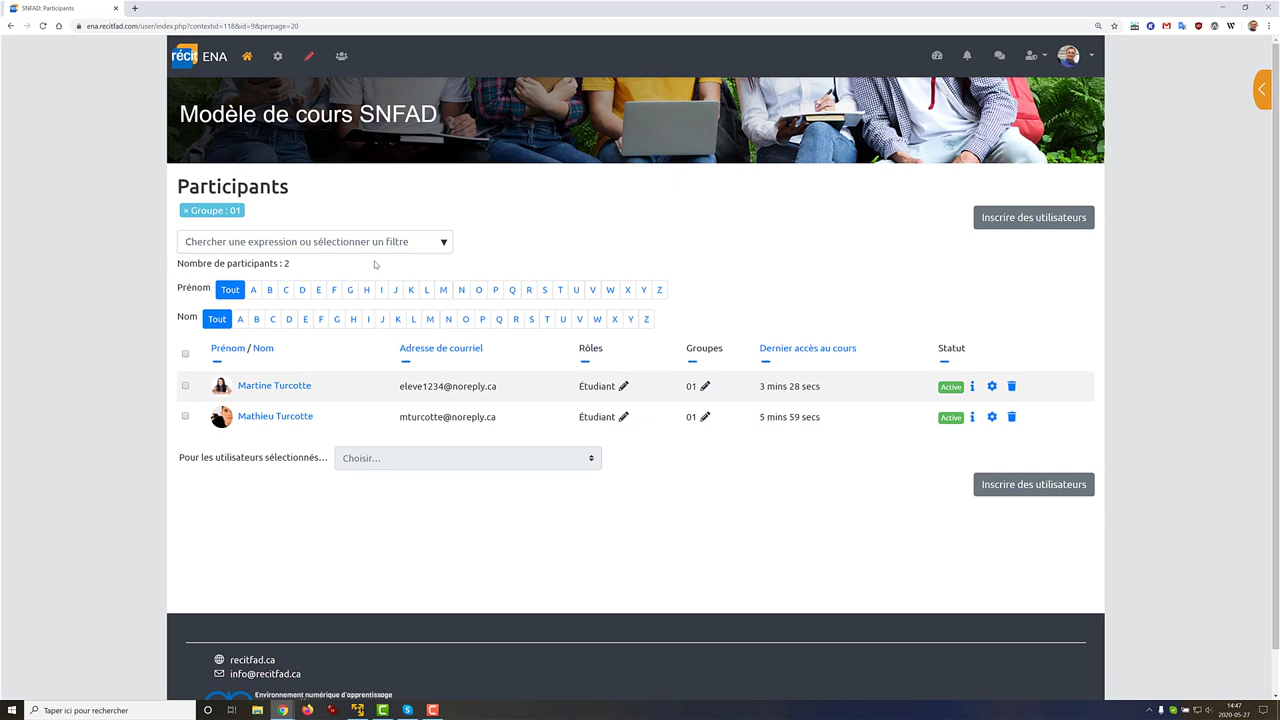 SNFAD: Participants
ena.recitfad.com/user/index.php?contextid=118&id=9&perpage=20
récit ENA
Modèle de cours SNFAD
Participants
× Groupe : 01
Inscrire des utilisateurs
Chercher une expression ou sélectionner un filtre ▼
Nombre de participants : 2
Prénom Tout A B C D E F G H I J K L M N O P Q R S T U V W X Y Z
Nom Tout A B C D E F G H I J K L M N O P Q R S T U V W X Y Z
Prénom / Nom Adresse de courriel Rôles Groupes Dernier accès au cours Statut
Martine Turcotte eleve1234@noreply.ca Étudiant 01 3 mins 28 secs Active
Mathieu Turcotte mturcotte@noreply.ca Étudiant 01 5 mins 59 secs Active
Pour les utilisateurs sélectionnés… Choisir…
Inscrire des utilisateurs
recitfad.ca
info@recitfad.ca
Environnement numérique d'apprentissage
Taper ici pour rechercher
14:47
2020-05-27